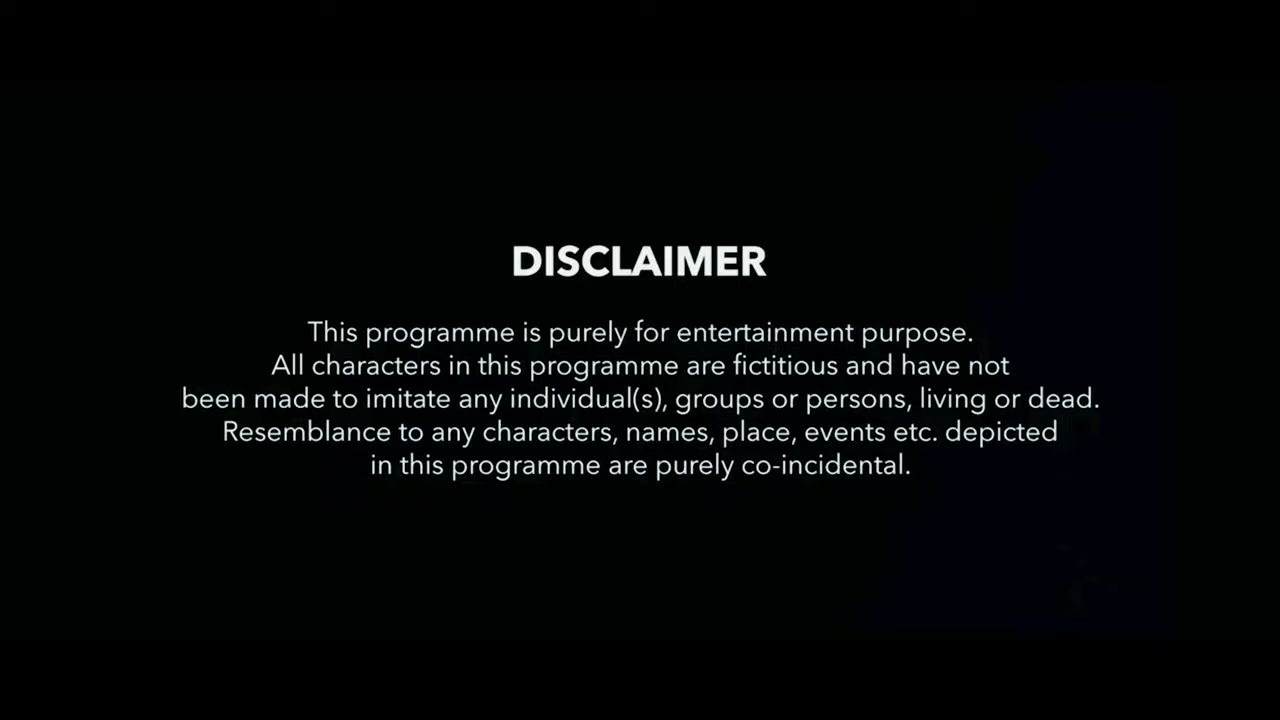 DISCLAIMER
This programme is purely for entertainment purpose.
All characters in this programme are fictitious and have not
been made to imitate any individual(s), groups or persons, living or dead.
Resemblance to any characters, names, place, events etc. depicted
in this programme are purely co-incidental.